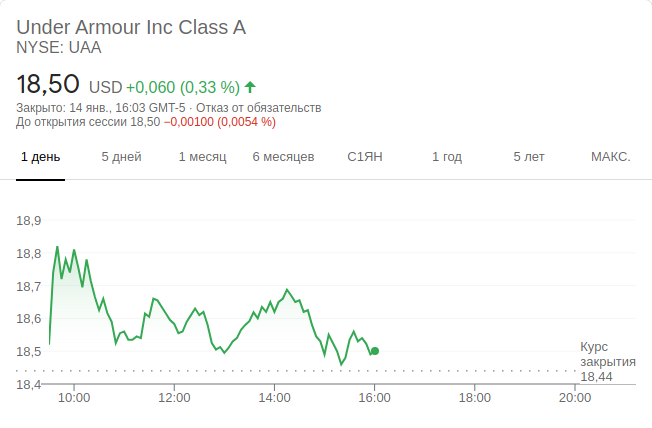 Under Armour Inc Class A
NYSE: UAA
18,50 USD +0,060 (0,33 %)
Закрыто: 14 янв., 16:03 GMT-5 · Отказ от обязательств
До открытия сессии 18,50 −0,00100 (0,0054 %)
1 день 5 дней 1 месяц 6 месяцев С1ЯН 1 год 5 лет МАКС.
18,9
18,8
18,7
18,6
18,5
Курс
закрытия
18,44
18,4
10:00 12:00 14:00 16:00 18:00 20:00